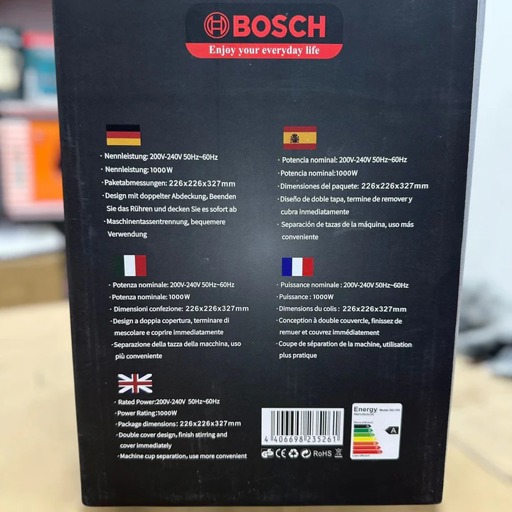 BOSCH
Enjoy your everyday life
· Nennleistung: 200V-240V 50Hz~60Hz
· Nennleistung: 1000W
· Paketabmessungen: 226x226x327mm
· Design mit doppelter Abdeckung, Beenden
Sie das Rühren und decken Sie es sofort ab
· Maschinentassentrennung, bequemere
Verwendung
· Potencia nominal: 200V-240V 50Hz~60Hz
· Potencia nominal:1000W
· Dimensiones del paquete: 226x226x327mm
· Diseño de doble tapa, termine de remover y
cubra inmediatamente
· Separación de tazas de la máquina, uso más
conveniente
· Potenza nominale: 200V-240V 50Hz~60Hz
· Potenza nominale: 1000W
· Dimensioni confezione: 226x226x327mm
· Design a doppia copertura, terminare di
mescolare e coprire immediatamente
· Separazione della tazza della macchina, uso
più conveniente
· Puissance nominale : 200V-240V 50Hz~60Hz
· Puissance : 1000W
· Dimensions du colis : 226x226x327mm
· Conception à double couvercle, finissez de
remuer et couvrez immédiatement
· Coupe de séparation de la machine, utilisation
plus pratique
· Rated Power:200V-240V 50Hz~60Hz
· Power Rating:1000W
· Package dimensions : 226x226x327mm
· Double cover design, finish stirring and
cover immediately
· Machine cup separation, use more convenient
4 406698 235261
CE RoHS
Energy
A